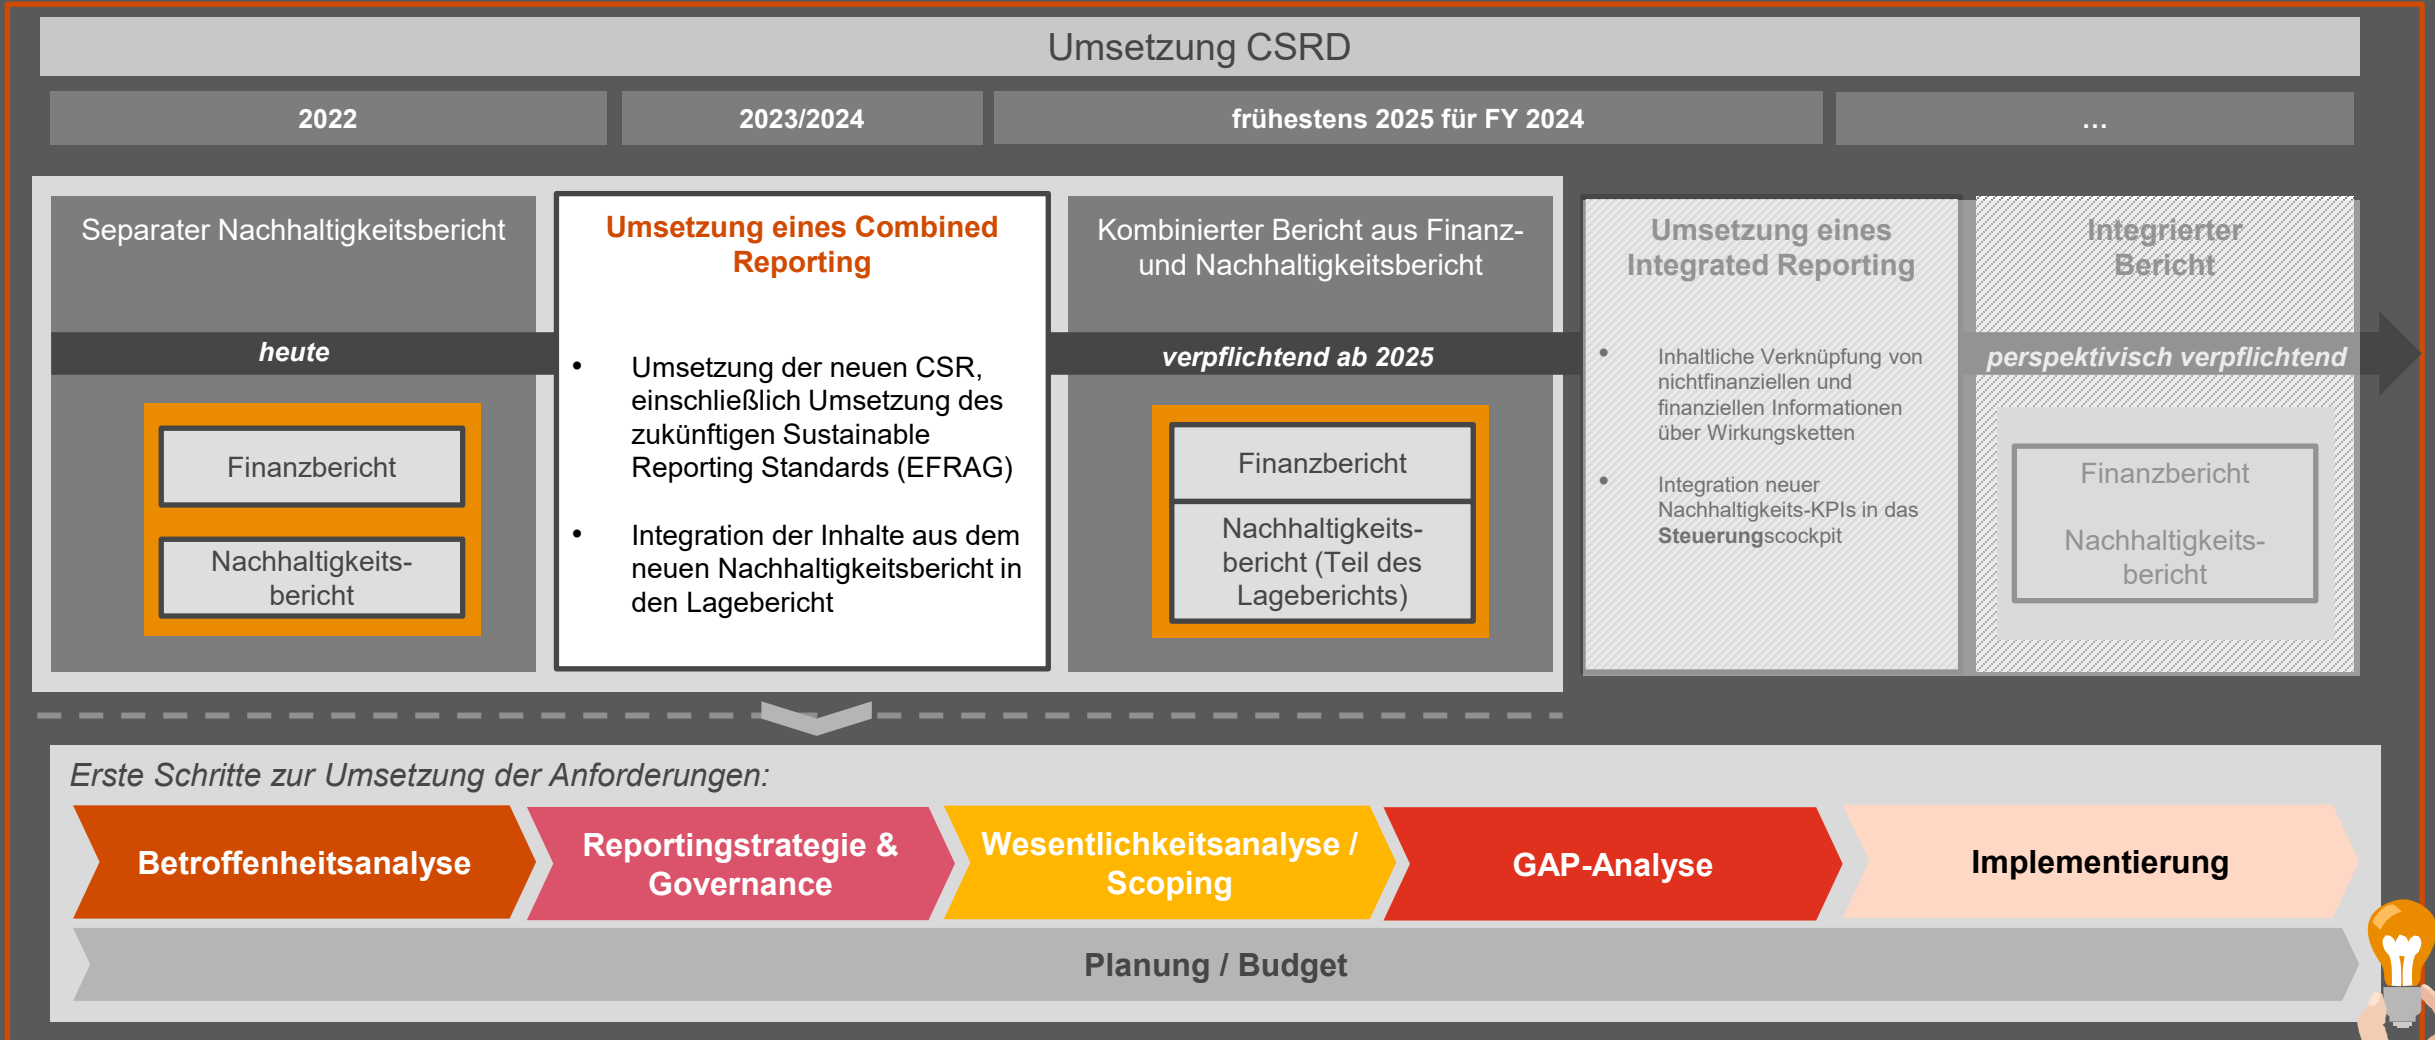 Umsetzung CSRD
2022
2023/2024
frühestens 2025 für FY 2024
...
Separater Nachhaltigkeitsbericht
heute
Finanzbericht
Nachhaltigkeits-
bericht
Umsetzung eines Combined
Reporting
• Umsetzung der neuen CSR,
einschließlich Umsetzung des
zukünftigen Sustainable
Reporting Standards (EFRAG)
• Integration der Inhalte aus dem
neuen Nachhaltigkeitsbericht in
den Lagebericht
Kombinierter Bericht aus Finanz-
und Nachhaltigkeitsbericht
verpflichtend ab 2025
Finanzbericht
Nachhaltigkeits-
bericht (Teil des
Lageberichts)
Umsetzung eines
Integrated Reporting
• Inhaltliche Verknüpfung von
nichtfinanziellen und
finanziellen Informationen
über Wirkungsketten
• Integration neuer
Nachhaltigkeits-KPIs in das
Steuerungscockpit
Integrierter
Bericht
perspektivisch verpflichtend
Finanzbericht
Nachhaltigkeits-
bericht
Erste Schritte zur Umsetzung der Anforderungen:
Betroffenheitsanalyse
Reportingstrategie &
Governance
Wesentlichkeitsanalyse /
Scoping
GAP-Analyse
Implementierung
Planung / Budget